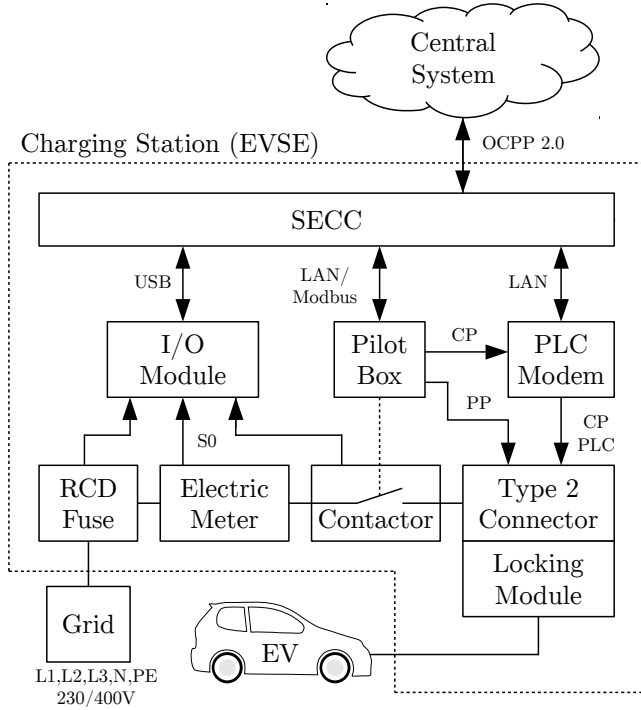 Central
System
OCPP 2.0
Charging Station (EVSE)
SECC
USB
LAN/
Modbus
LAN
I/O
Module
Pilot
Box
CP
PLC
Modem
PP
CP
PLC
S0
RCD
Fuse
Electric
Meter
Contactor
Type 2
Connector
Locking
Module
Grid
EV
L1,L2,L3,N,PE
230/400V